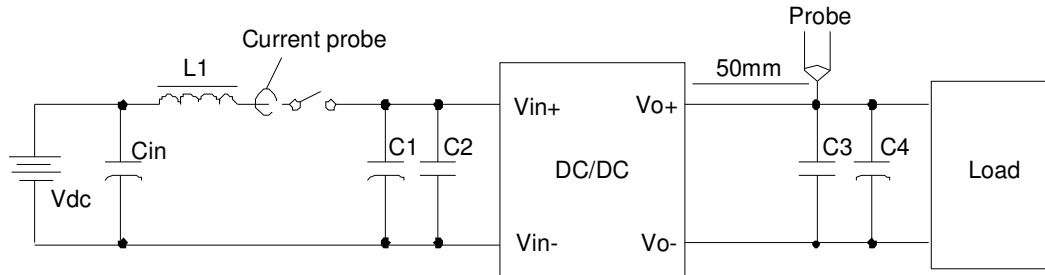 Probe
Current probe
L1
50mm
Vin+
Vo+
Cin
C1
C2
C3
C4
DC/DC
Load
Vdc
Vin-
Vo-